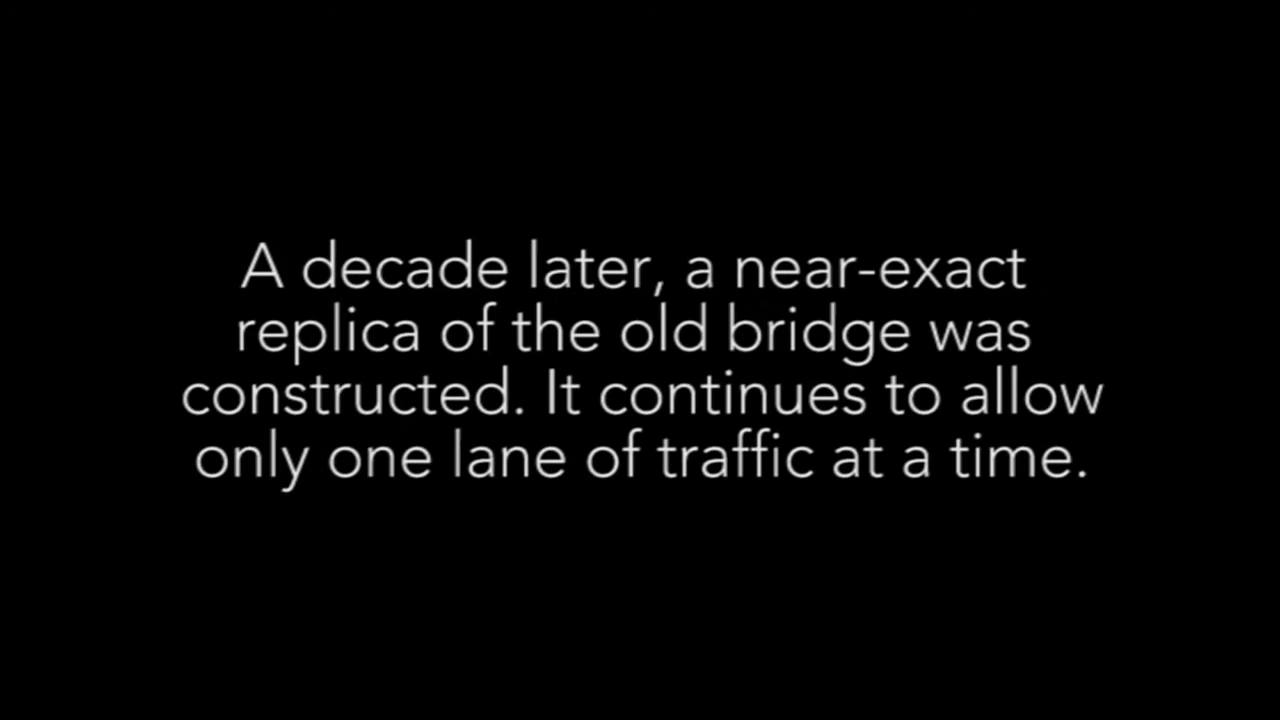 A decade later, a near-exact
replica of the old bridge was
constructed. It continues to allow
only one lane of traffic at a time.